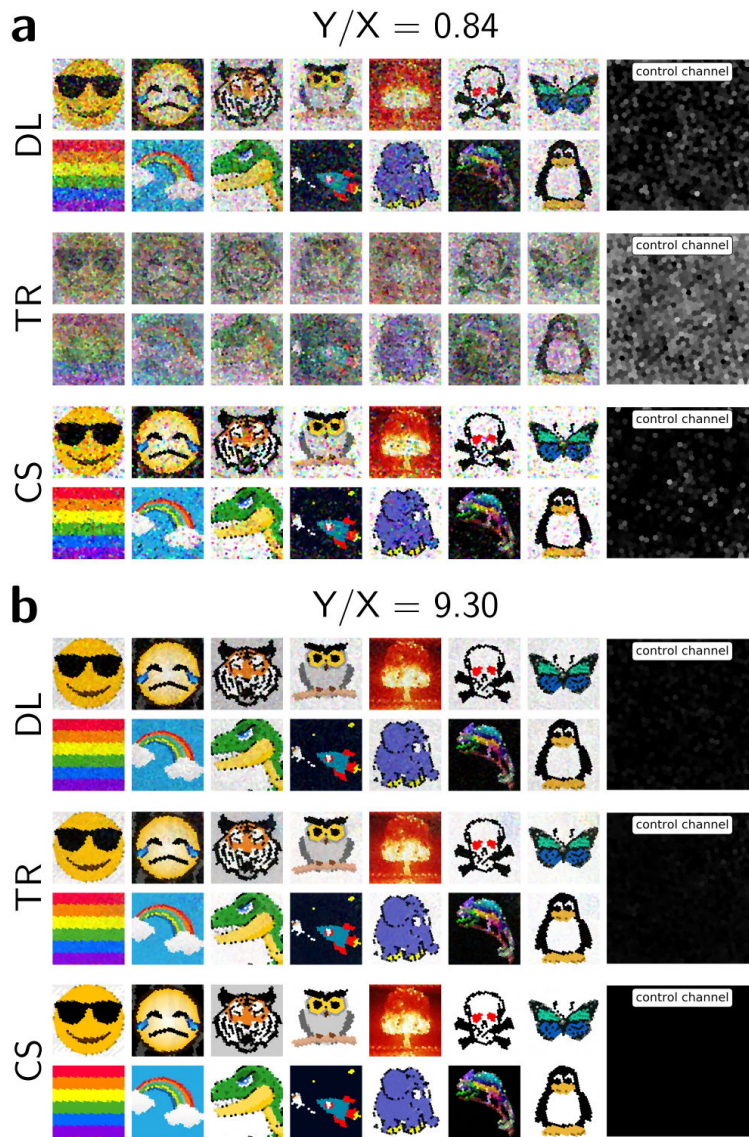 a
Y/X = 0.84
DL
control channel
TR
control channel
CS
control channel
b
Y/X = 9.30
DL
control channel
TR
control channel
CS
control channel